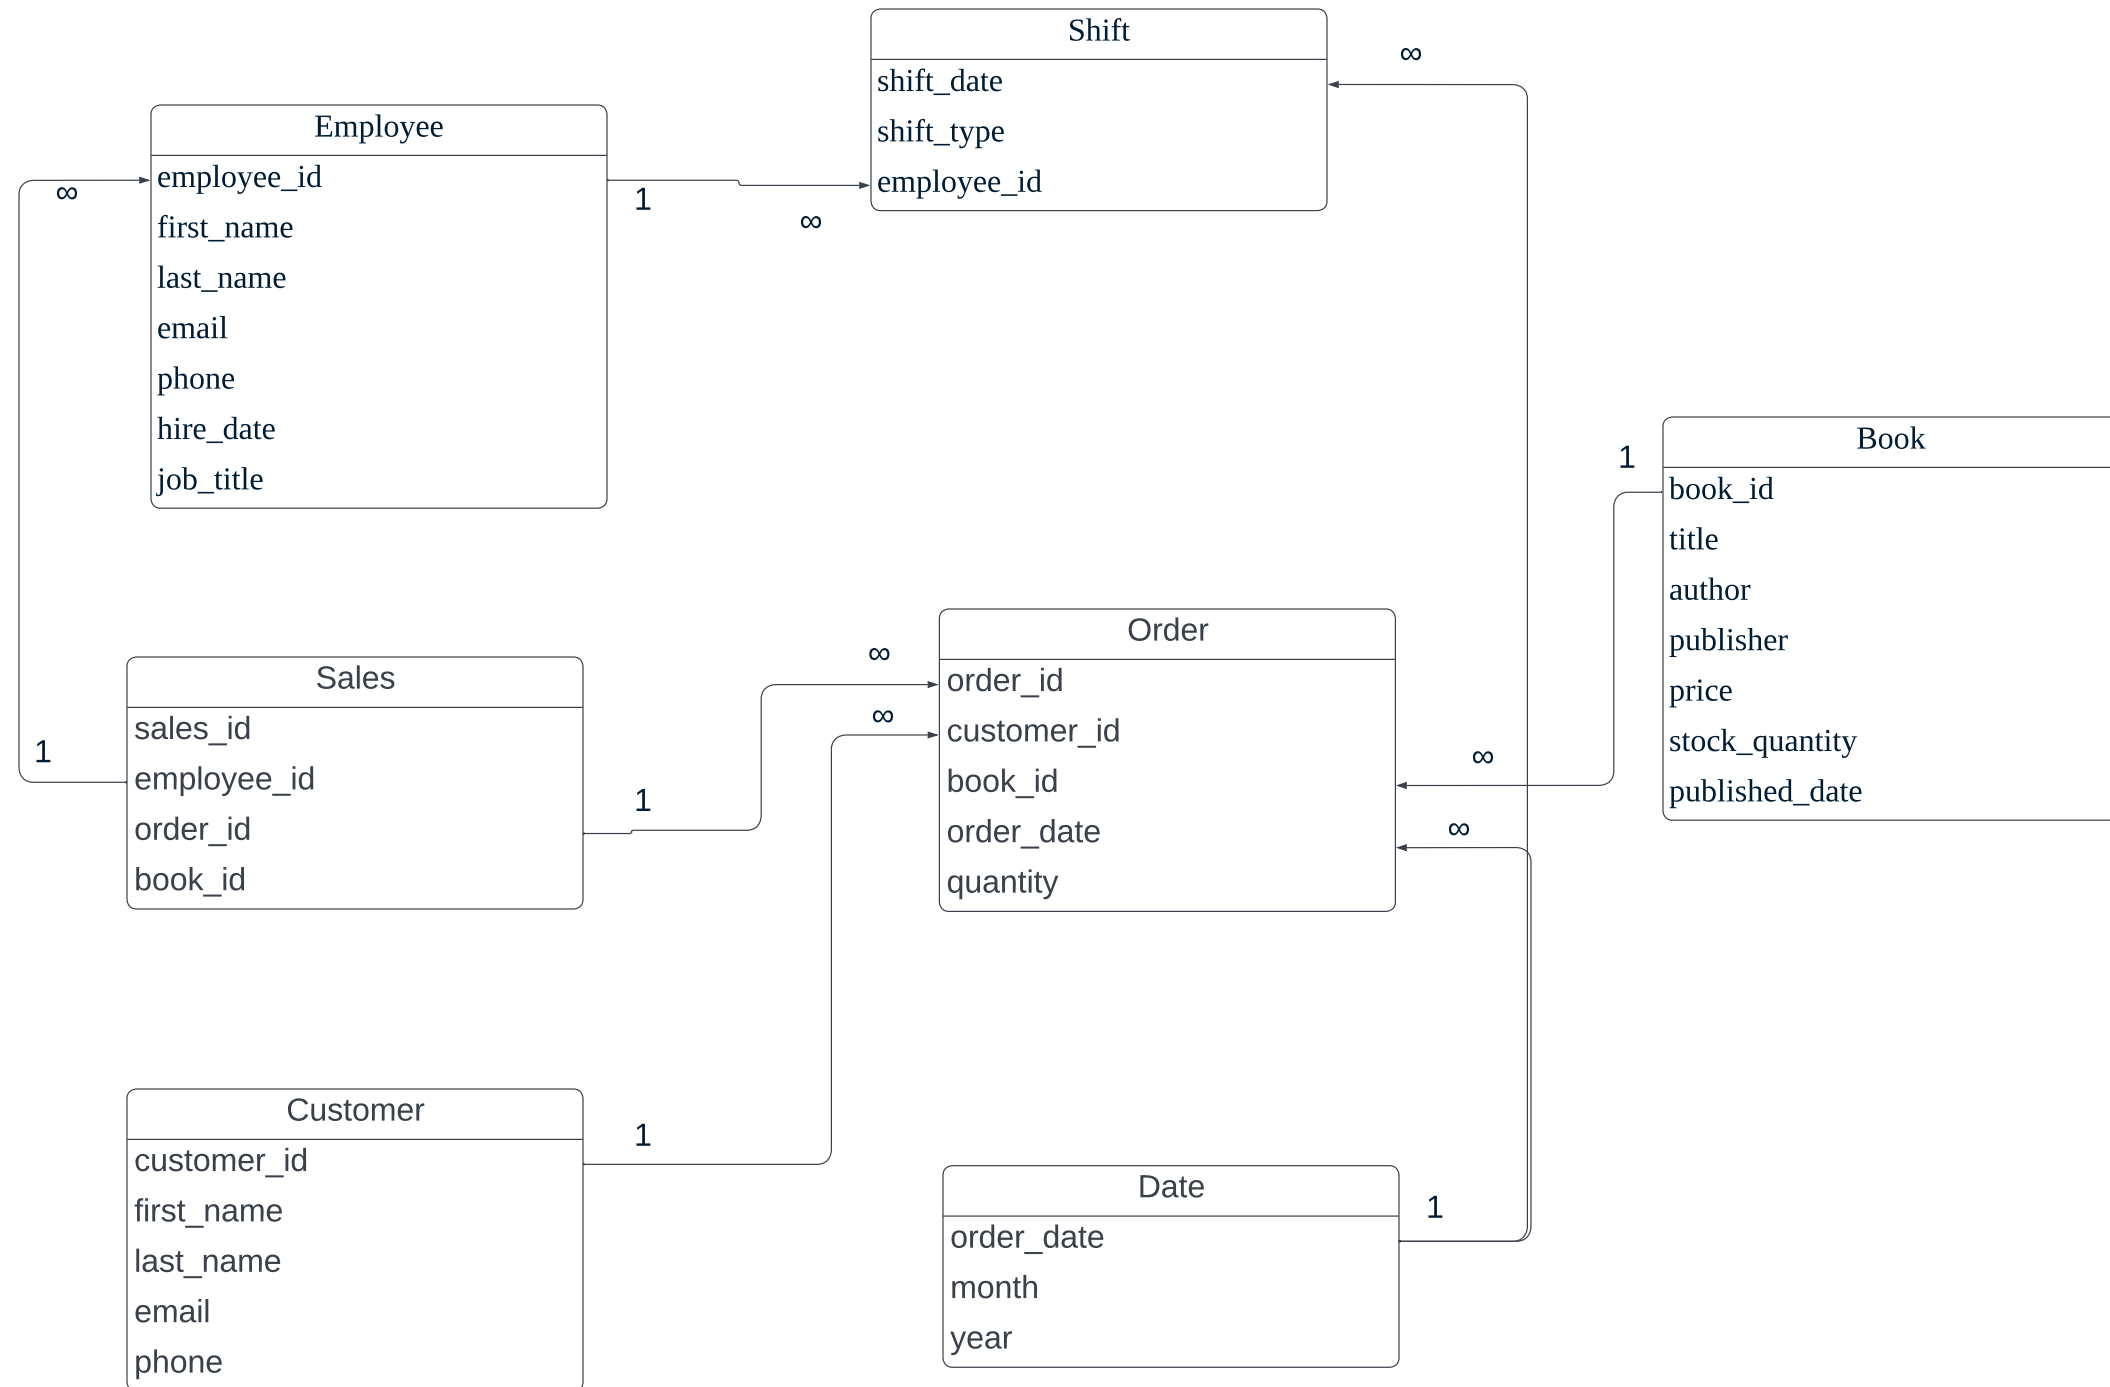 Shift
shift_date
shift_type
employee_id
∞
Employee
employee_id
first_name
last_name
email
phone
hire_date
job_title
∞
1
∞
Book
book_id
title
author
publisher
price
stock_quantity
published_date
1
Order
order_id
customer_id
book_id
order_date
quantity
∞
∞
∞
∞
Sales
sales_id
employee_id
order_id
book_id
1
1
Customer
customer_id
first_name
last_name
email
phone
1
Date
order_date
month
year
1